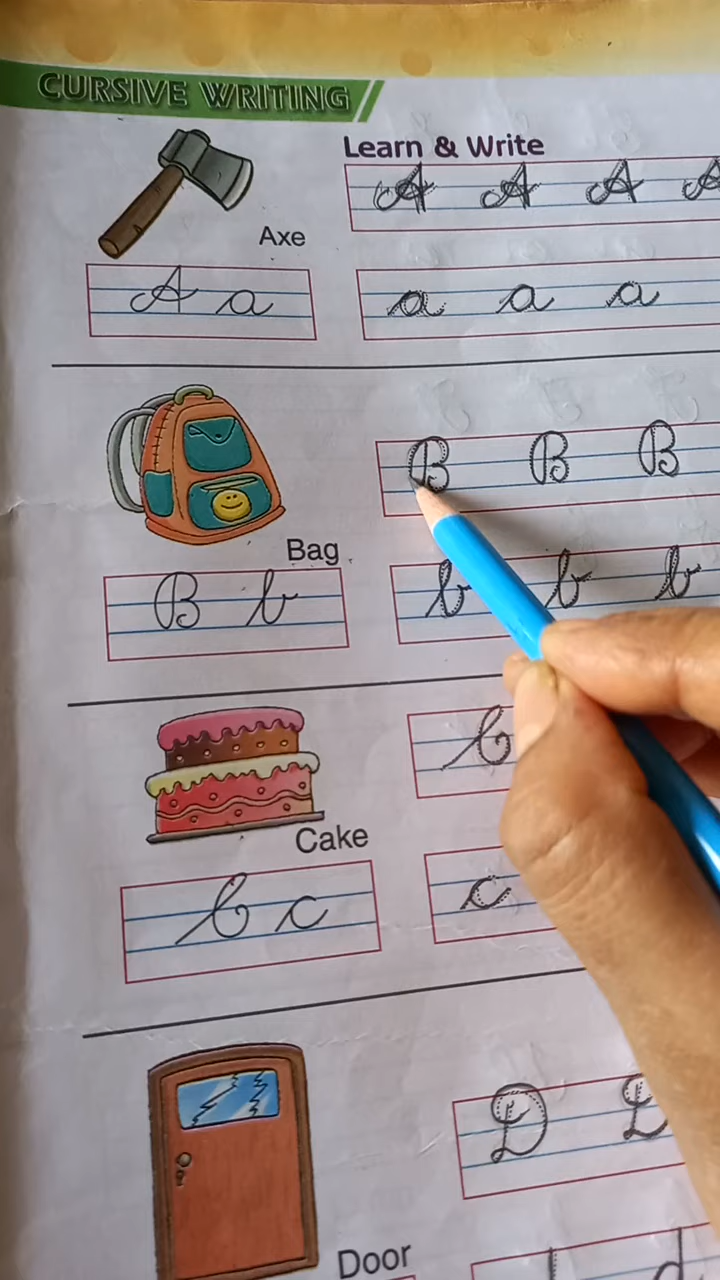 CURSIVE WRITING
Learn & Write
A A A A
Axe
A a
a a a
B B B
Bag
B b
b b b
C
Cake
C c
c
D D
Door
d